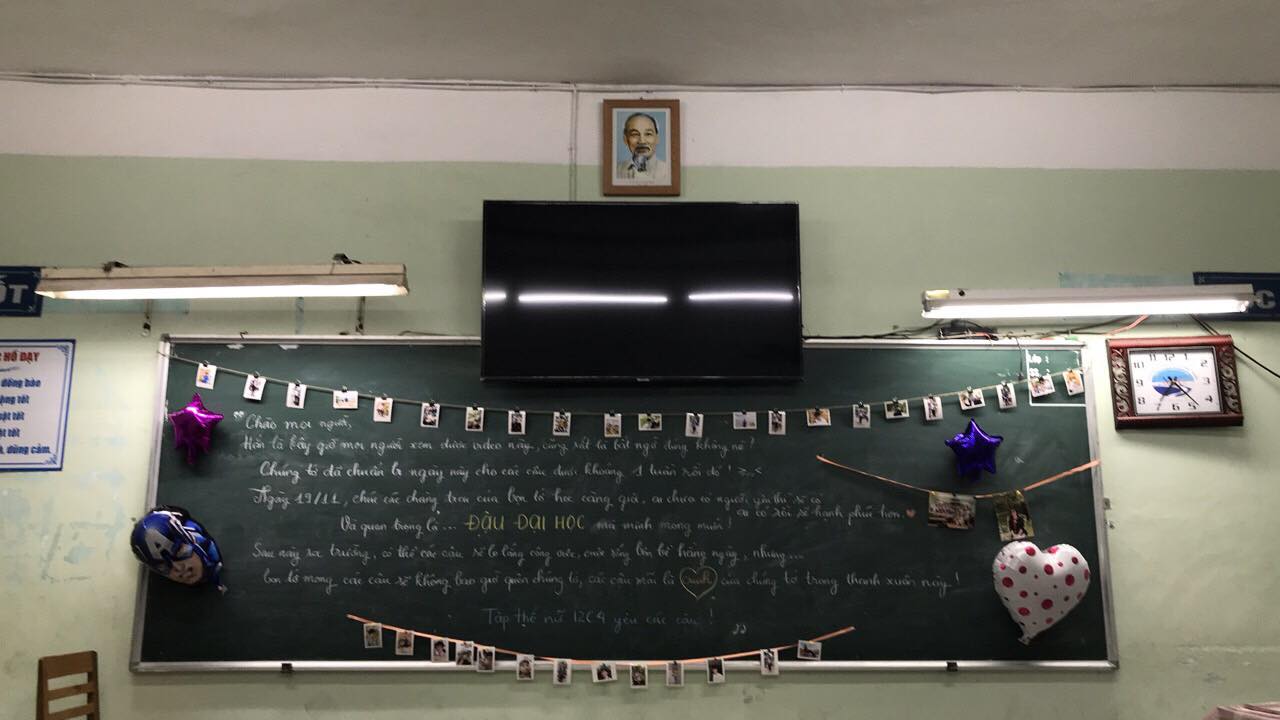 ỐT
C
HỒ DẠY
đồng bào
tốt
tốt
tốt
, dũng cảm.
Lớp :
" Chào mọi người,
Hẳn là bây giờ mọi người xem được video này, cũng rất là bất ngờ đúng không nè ?
Chúng tớ đã chuẩn bị ngày này cho các cậu được khoảng 1 tuần rồi đó ! >.<
Ngày 19/11, chúc các chàng trai của bọn tớ học càng giỏi, ai chưa có người yêu thì sẽ có
ai có rồi sẽ hạnh phúc hơn.
Và quan trọng là ... ĐẬU ĐẠI HỌC mà mình mong muốn !
Sau này ra trường, có thể các cậu sẽ lo lắng công việc, cuộc sống bộn bề hằng ngày, nhưng...
bọn tớ mong các cậu sẽ không bao giờ quên chúng tớ, các cậu mãi là của chúng tớ trong thanh xuân này !
Tập thể nữ 12C4 yêu các cậu !
"